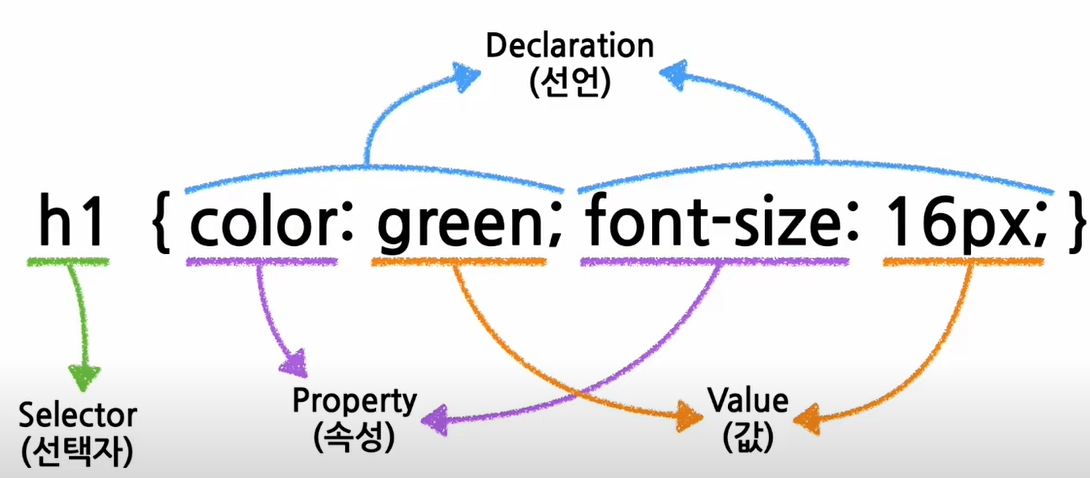 Declaration
(선언)
h1 { color: green; font-size: 16px; }
Selector
(선택자)
Property
(속성)
Value
(값)